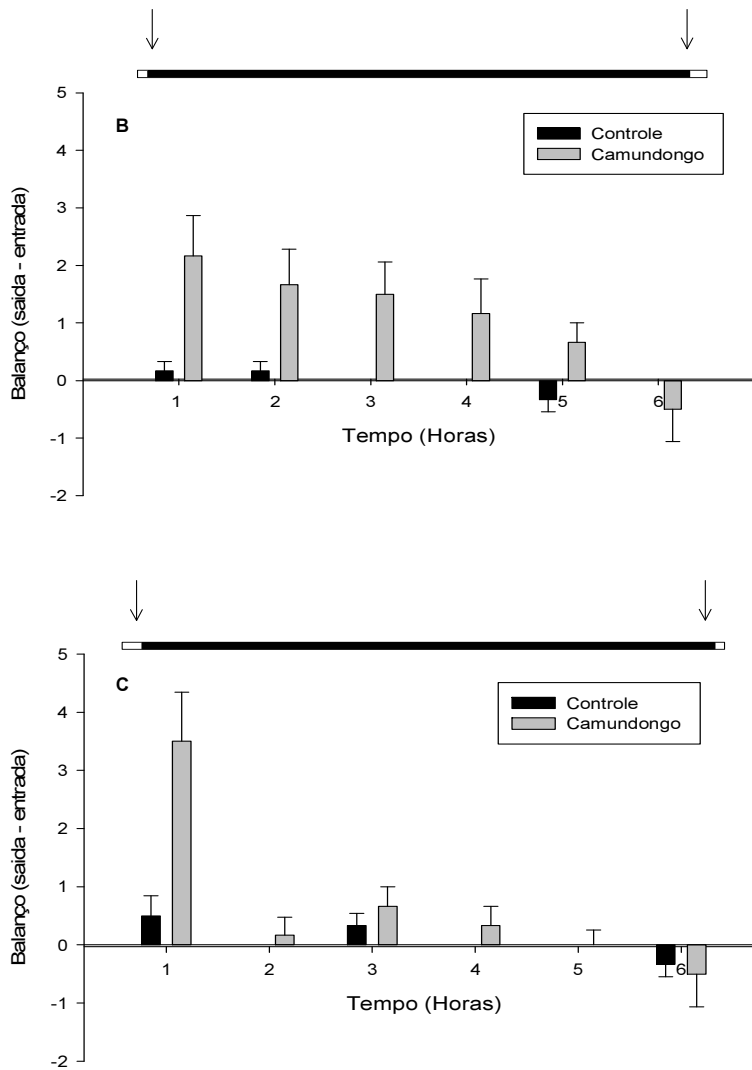 B
Controle
Camundongo
5
4
3
2
1
0
-1
-2
Balanço (saida - entrada)
1 2 3 4 5 6
Tempo (Horas)
C
Controle
Camundongo
5
4
3
2
1
0
-1
-2
Balanço (saida - entrada)
1 2 3 4 5 6
Tempo (Horas)